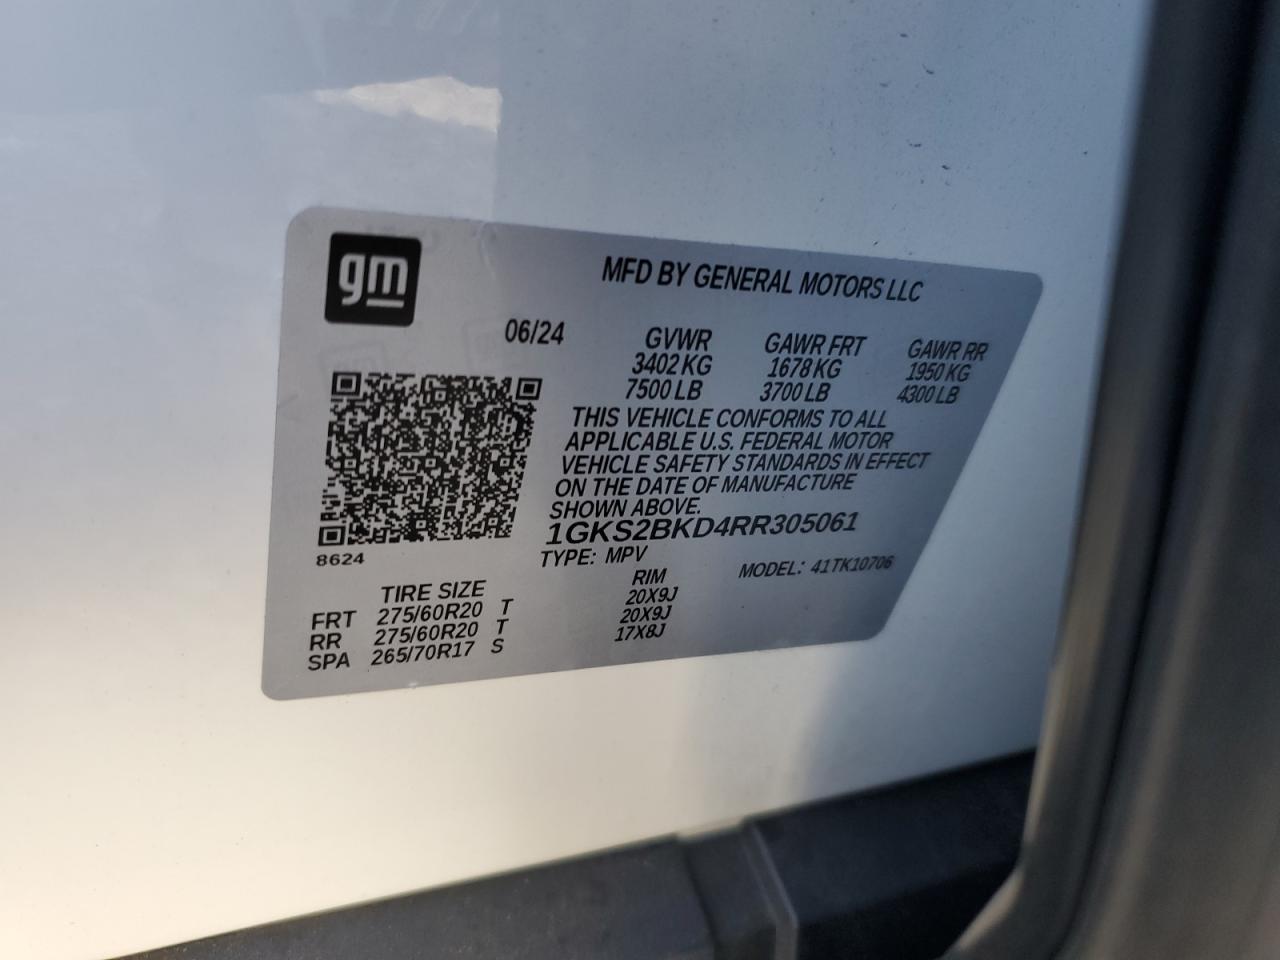 gm
MFD BY GENERAL MOTORS LLC
06/24
GVWR GAWR FRT GAWR RR
3402 KG 1678 KG 1950 KG
7500 LB 3700 LB 4300 LB
THIS VEHICLE CONFORMS TO ALL
APPLICABLE U.S. FEDERAL MOTOR
VEHICLE SAFETY STANDARDS IN EFFECT
ON THE DATE OF MANUFACTURE
SHOWN ABOVE.
1GKS2BKD4RR305061
8624
TYPE: MPV MODEL: 41TK10706
TIRE SIZE RIM
FRT 275/60R20 T 20X9J
RR 275/60R20 T 20X9J
SPA 265/70R17 S 17X8J